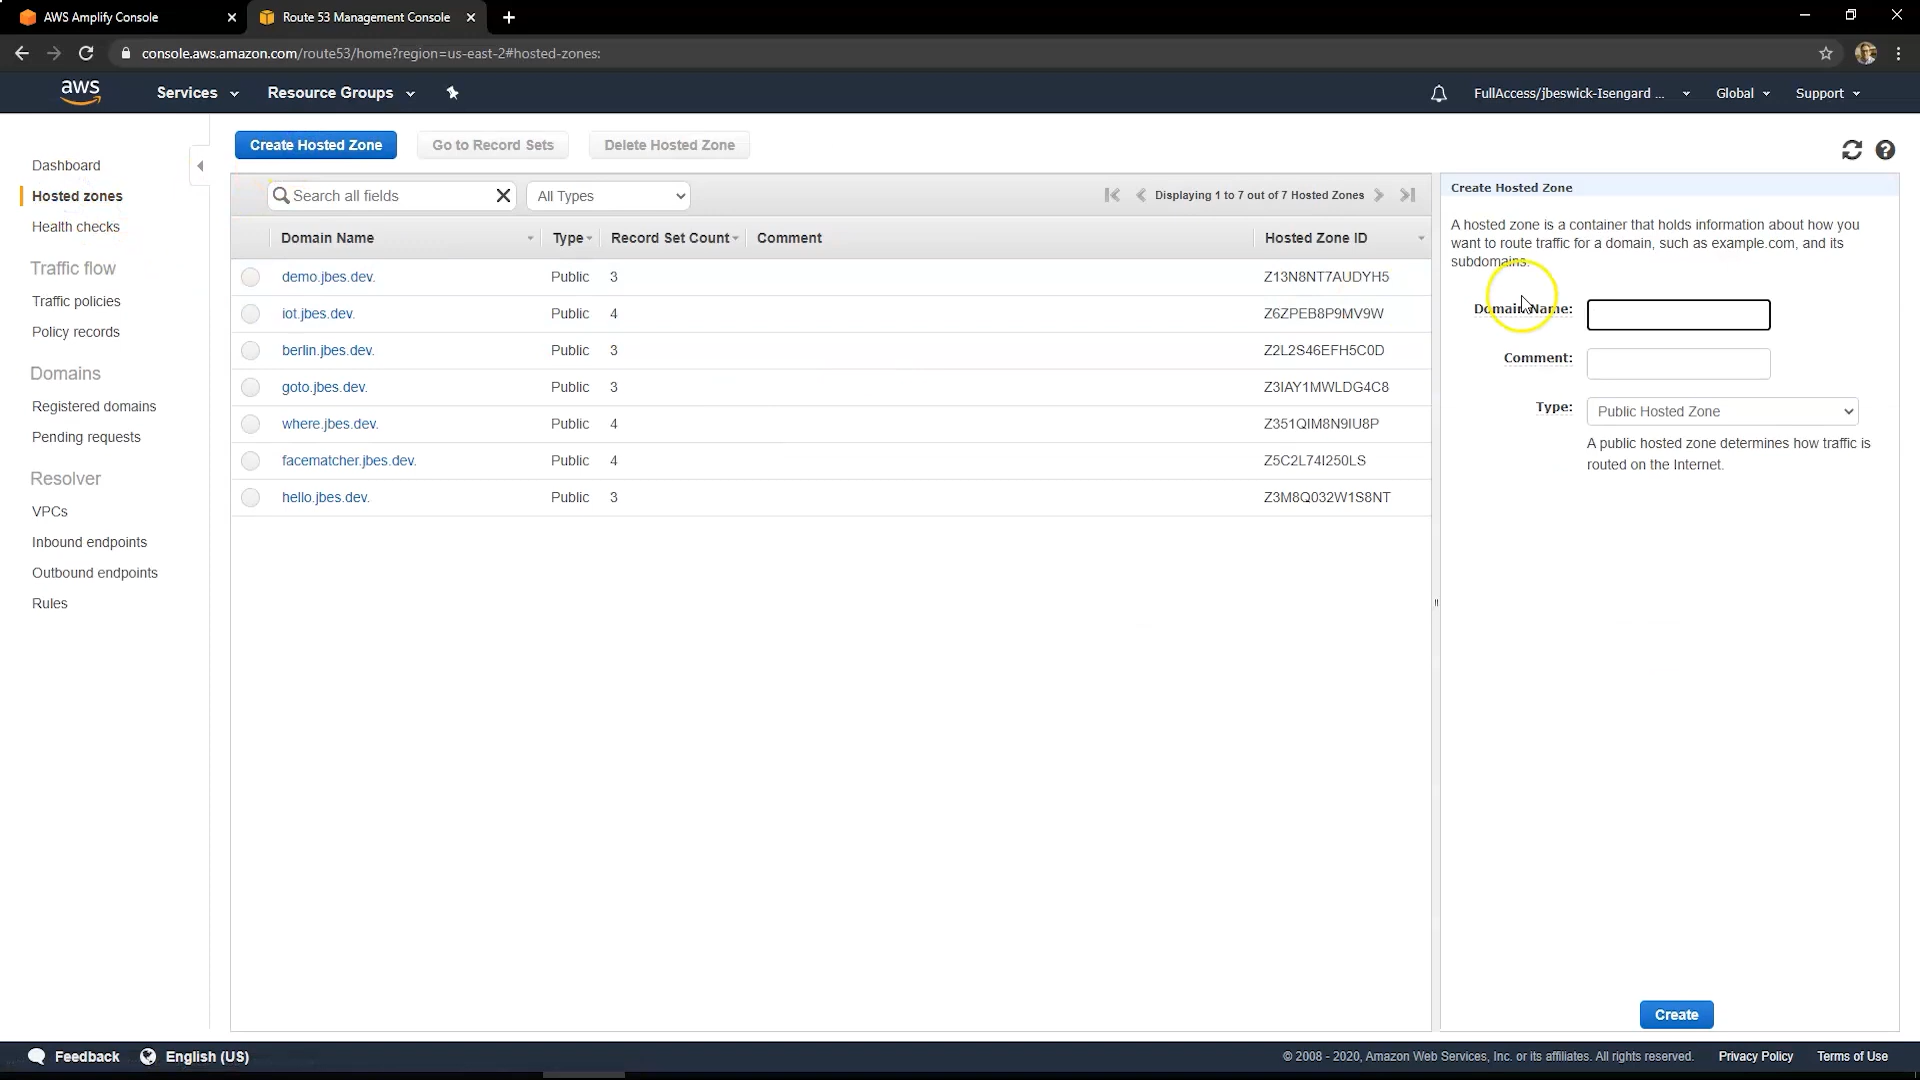 AWS Amplify Console
Route 53 Management Console
console.aws.amazon.com/route53/home?region=us-east-2#hosted-zones:
aws
Services
Resource Groups
FullAccess/jbeswick-Isengard ...
Global
Support
Dashboard
Hosted zones
Health checks
Traffic flow
Traffic policies
Policy records
Domains
Registered domains
Pending requests
Resolver
VPCs
Inbound endpoints
Outbound endpoints
Rules
Create Hosted Zone
Go to Record Sets
Delete Hosted Zone
Search all fields
All Types
Displaying 1 to 7 out of 7 Hosted Zones
Domain Name Type Record Set Count Comment Hosted Zone ID
demo.jbes.dev. Public 3 Z13N8NT7AUDYH5
iot.jbes.dev. Public 4 Z6ZPEB8P9MV9W
berlin.jbes.dev. Public 3 Z2L2S46EFH5C0D
goto.jbes.dev. Public 3 Z3IAY1MWLDG4C8
where.jbes.dev. Public 4 Z351QIM8N9IU8P
facematcher.jbes.dev. Public 4 Z5C2L74I250LS
hello.jbes.dev. Public 3 Z3M8Q032W1S8NT
Create Hosted Zone
A hosted zone is a container that holds information about how you
want to route traffic for a domain, such as example.com, and its
subdomains.
Domain Name:
Comment:
Type:
Public Hosted Zone
A public hosted zone determines how traffic is
routed on the Internet.
Create
Feedback
English (US)
© 2008 - 2020, Amazon Web Services, Inc. or its affiliates. All rights reserved.
Privacy Policy
Terms of Use